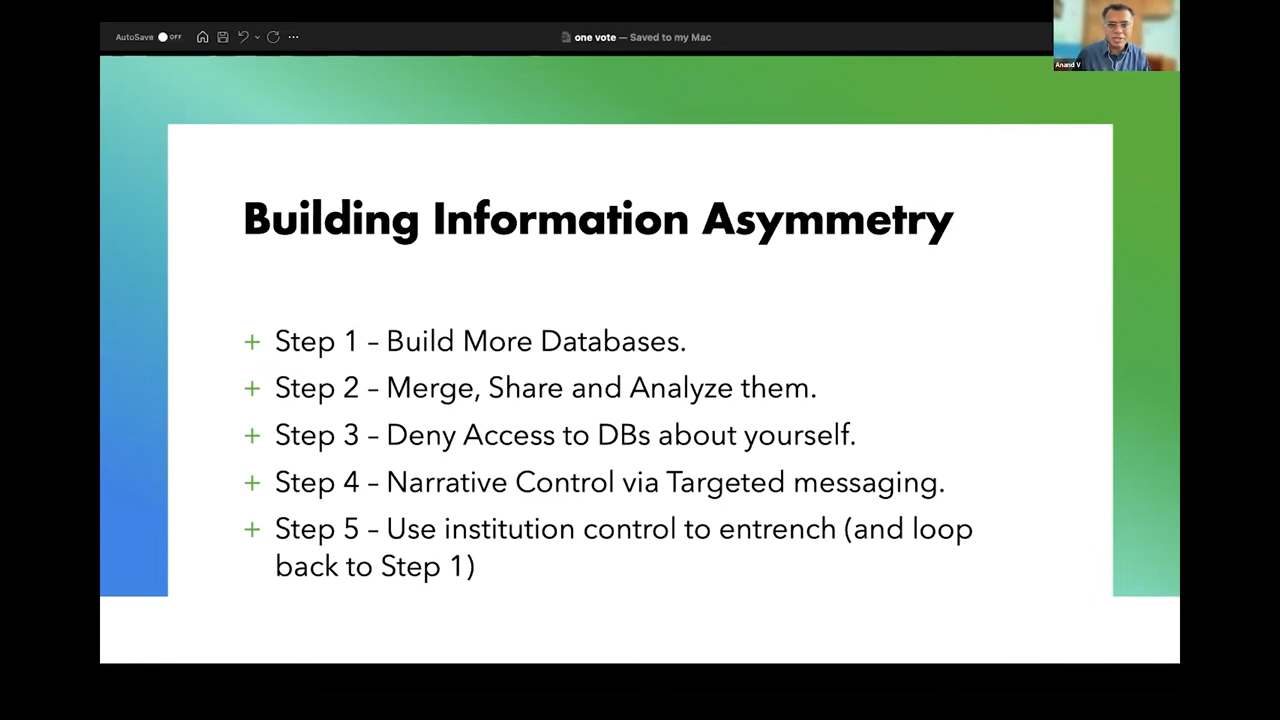 AutoSave OFF
one vote — Saved to my Mac
Anand V
Building Information Asymmetry
+ Step 1 – Build More Databases.
+ Step 2 – Merge, Share and Analyze them.
+ Step 3 – Deny Access to DBs about yourself.
+ Step 4 – Narrative Control via Targeted messaging.
+ Step 5 – Use institution control to entrench (and loop
back to Step 1)